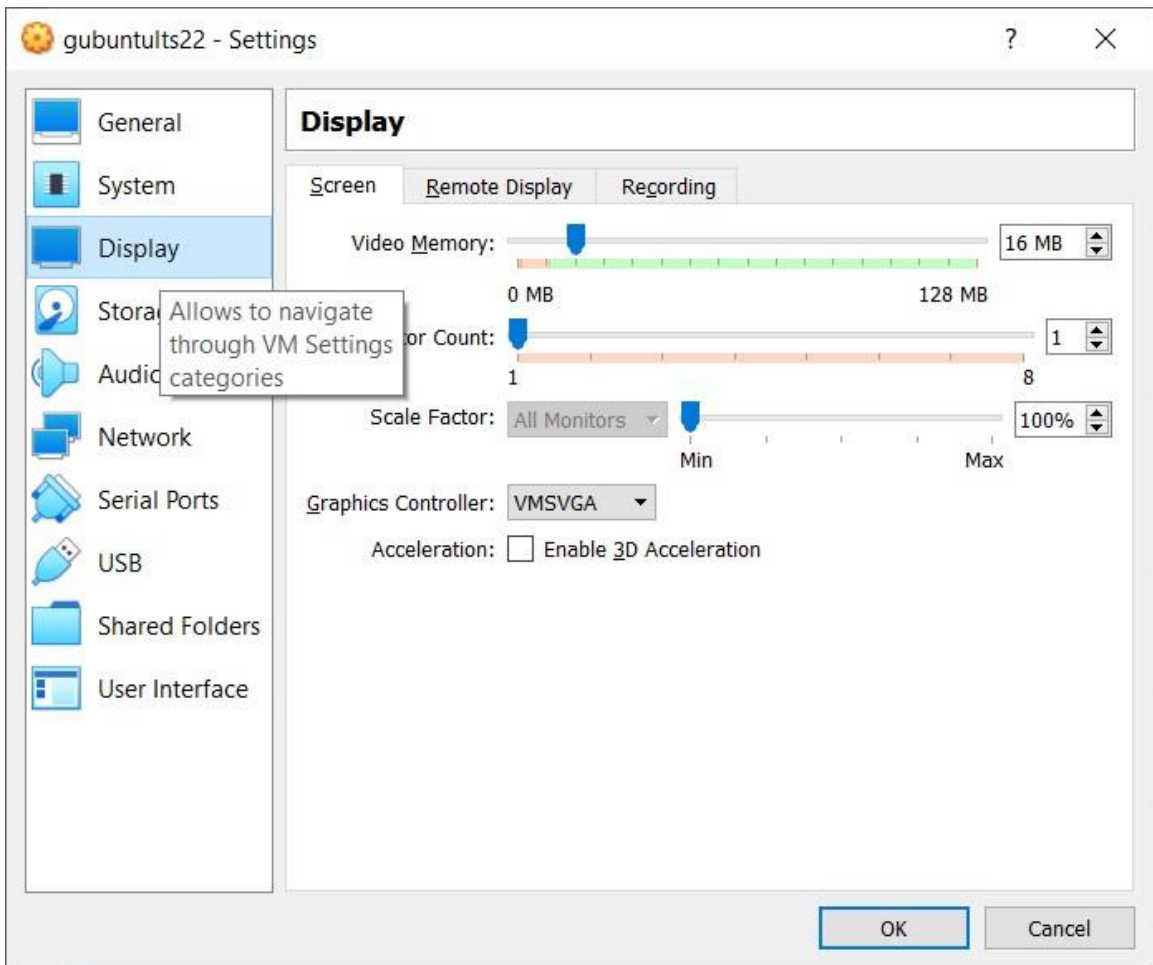 gubuntults22 - Settings ?
General
System
Display
Stora
Audio
Network
Serial Ports
USB
Shared Folders
User Interface
Allows to navigate
through VM Settings
categories
Display
Screen Remote Display Recording
Video Memory: 16 MB
0 MB 128 MB
or Count: 1
1 8
Scale Factor: All Monitors 100%
Min Max
Graphics Controller: VMSVGA
Acceleration: Enable 3D Acceleration
OK Cancel